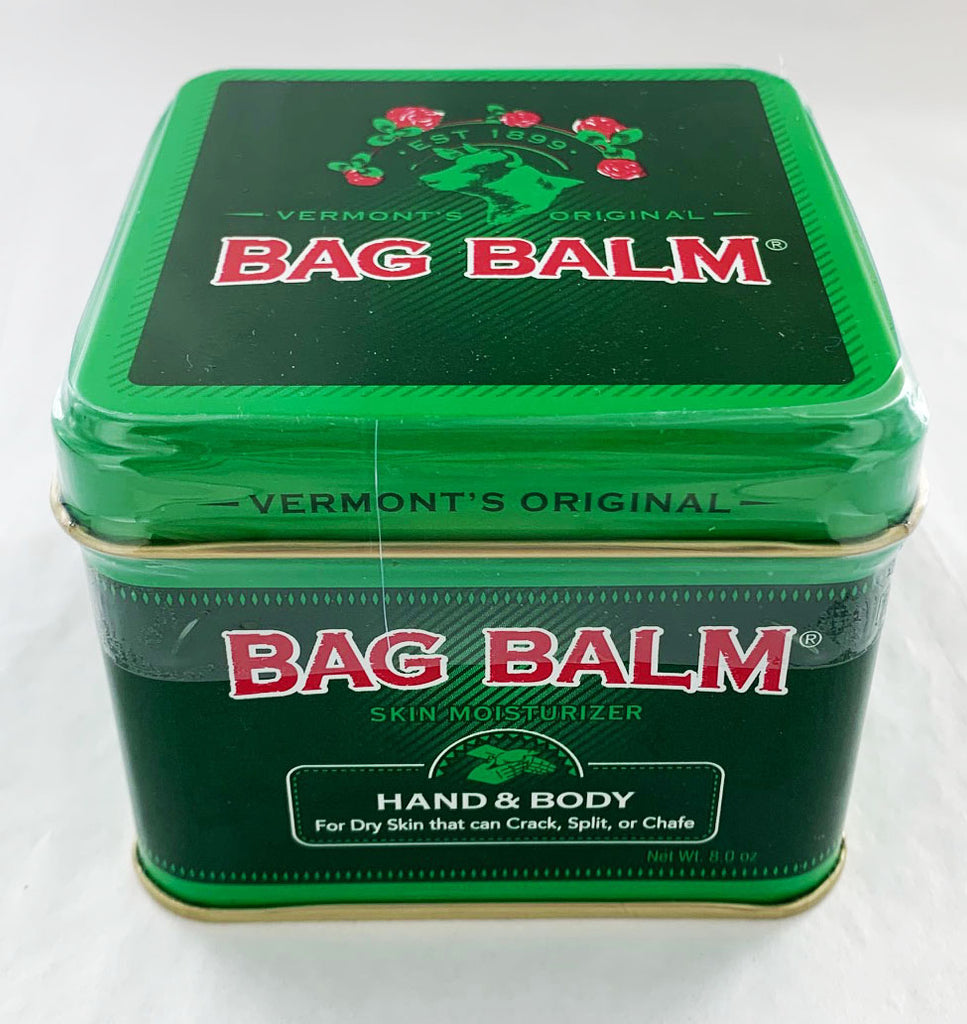 ·EST 1899·
VERMONT'S ORIGINAL
BAG BALM®
VERMONT'S ORIGINAL
BAG BALM®
SKIN MOISTURIZER
HAND & BODY
For Dry Skin that can Crack, Split, or Chafe
Net Wt. 8.0 oz